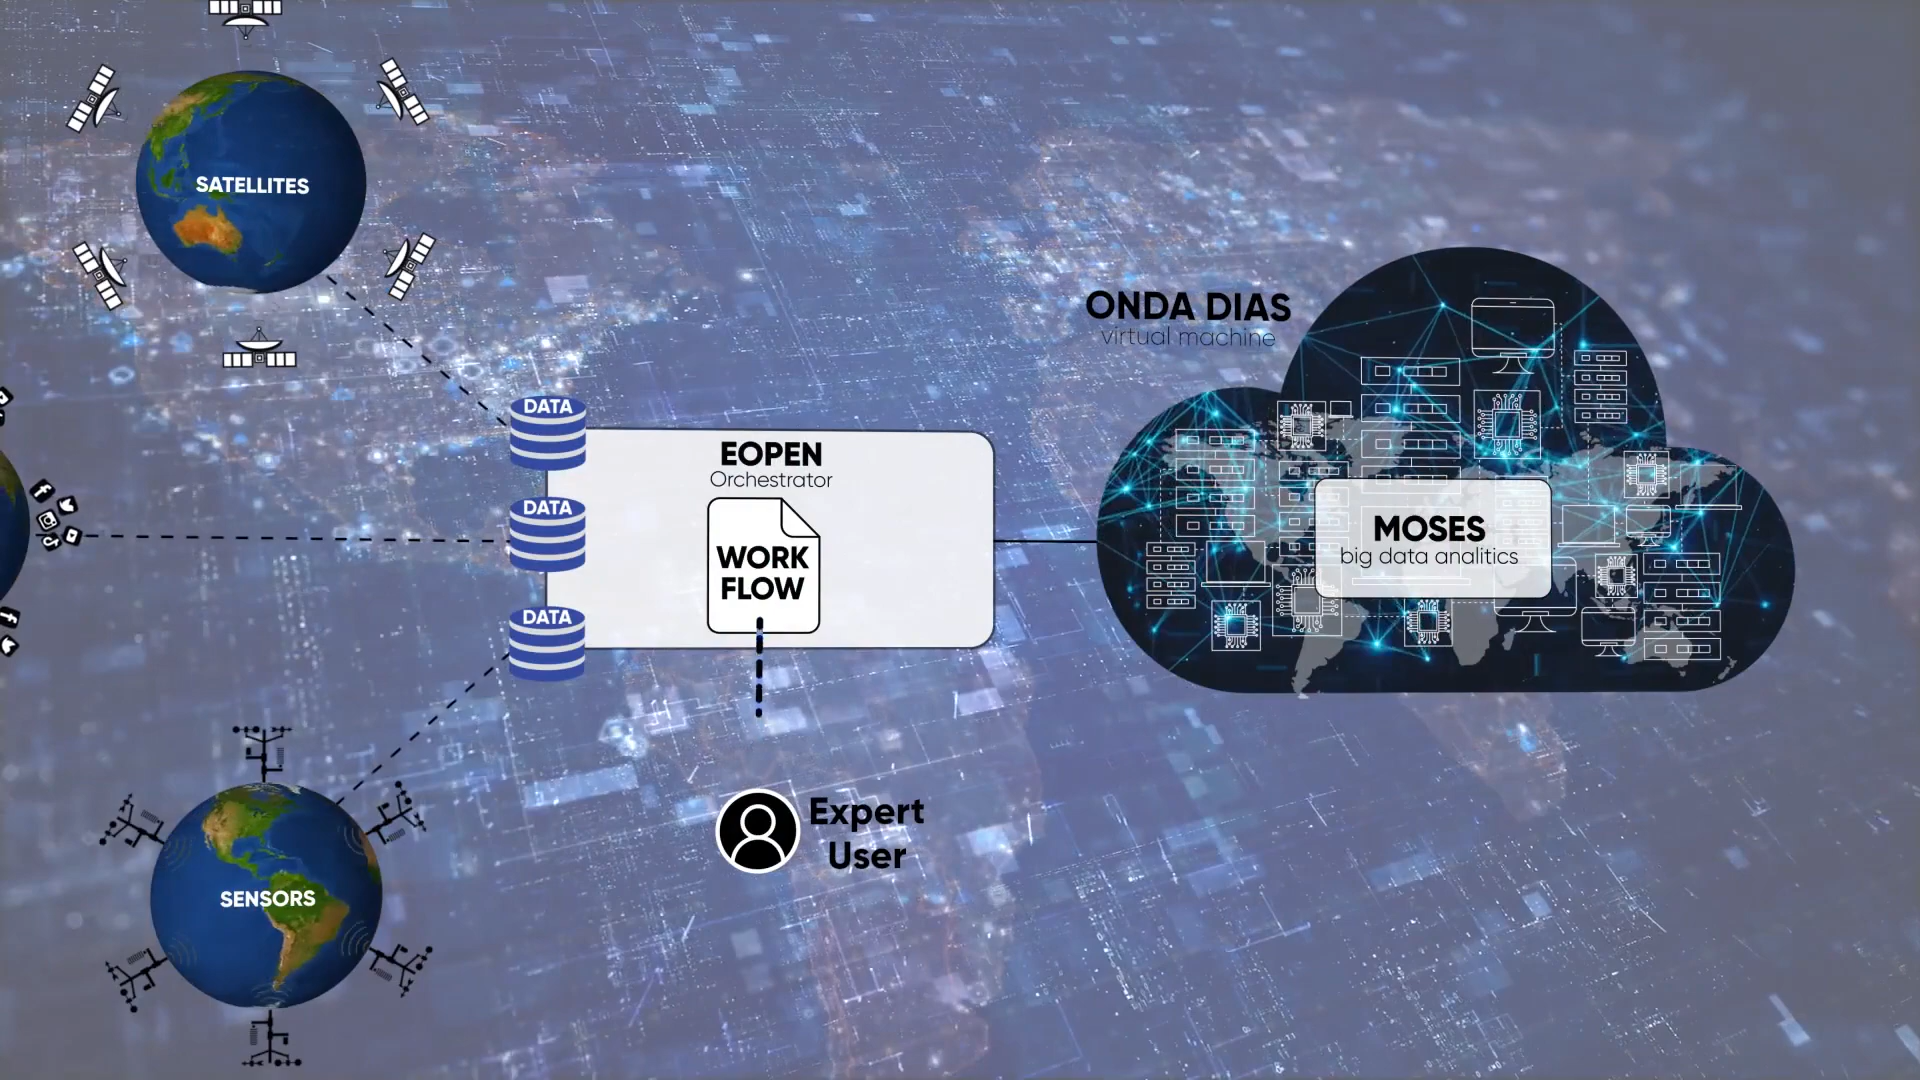 SATELLITES
ONDA DIAS
virtual machine
DATA
EOPEN
Orchestrator
DATA
WORK
FLOW
MOSES
big data analitics
DATA
Expert
User
SENSORS